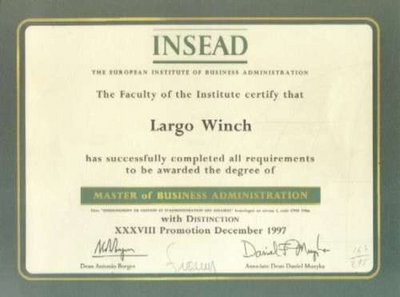 INSEAD
THE EUROPEAN INSTITUTE OF BUSINESS ADMINISTRATION
The Faculty of the Institute certify that
Largo Winch
has successfully completed all requirements
to be awarded the degree of
MASTER of BUSINESS ADMINISTRATION
with DISTINCTION
XXXVIII Promotion December 1997
Dean Antonio Borges
Associate Dean Daniel Muzyka